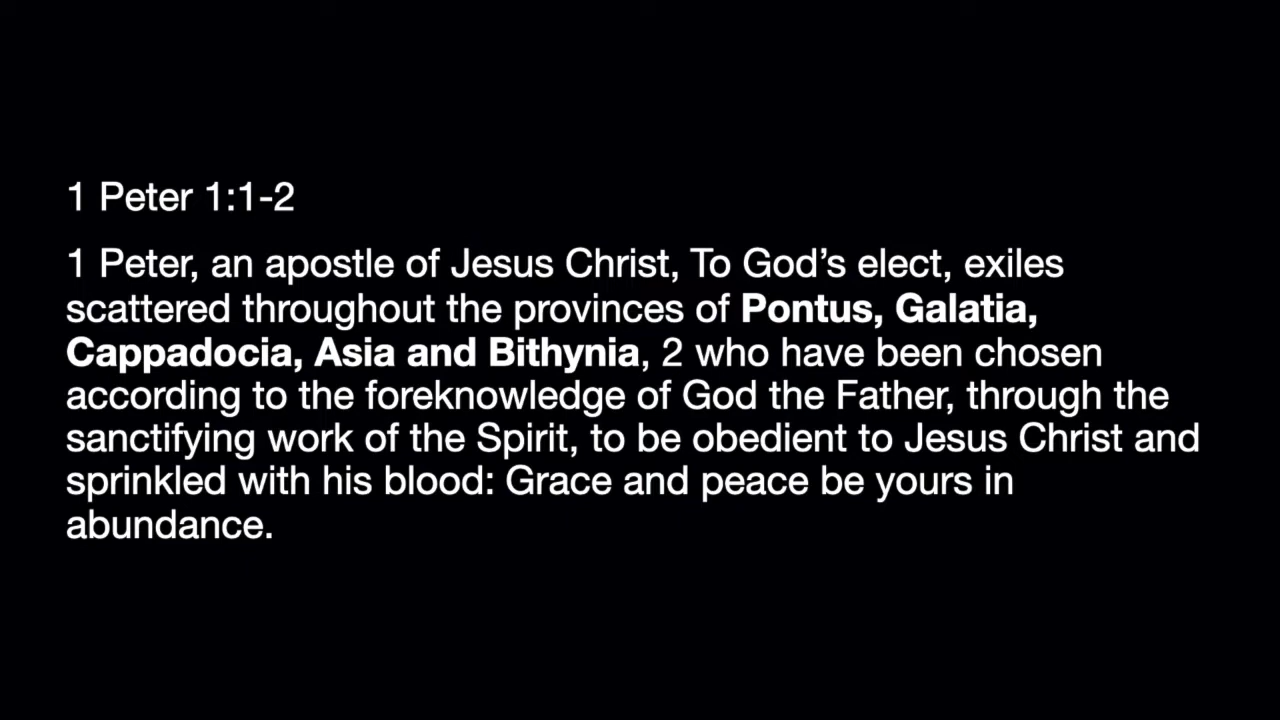 1 Peter 1:1-2
1 Peter, an apostle of Jesus Christ, To God’s elect, exiles
scattered throughout the provinces of Pontus, Galatia,
Cappadocia, Asia and Bithynia, 2 who have been chosen
according to the foreknowledge of God the Father, through the
sanctifying work of the Spirit, to be obedient to Jesus Christ and
sprinkled with his blood: Grace and peace be yours in
abundance.